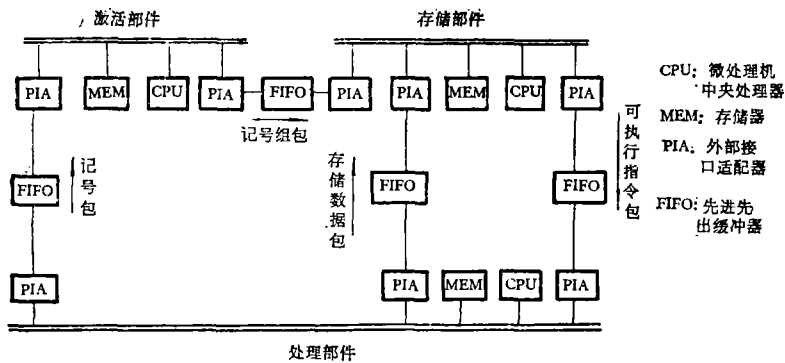 激活部件
存储部件
PIA
MEM
CPU
PIA
FIFO
PIA
PIA
MEM
CPU
PIA
记号组包
CPU: 微处理机
中央处理器
MEM: 存储器
PIA: 外部接
口适配器
FIFO: 先进先
出缓冲器
FIFO
记号包
存储数据包
FIFO
可执行指令包
FIFO
PIA
PIA
MEM
CPU
PIA
处理部件